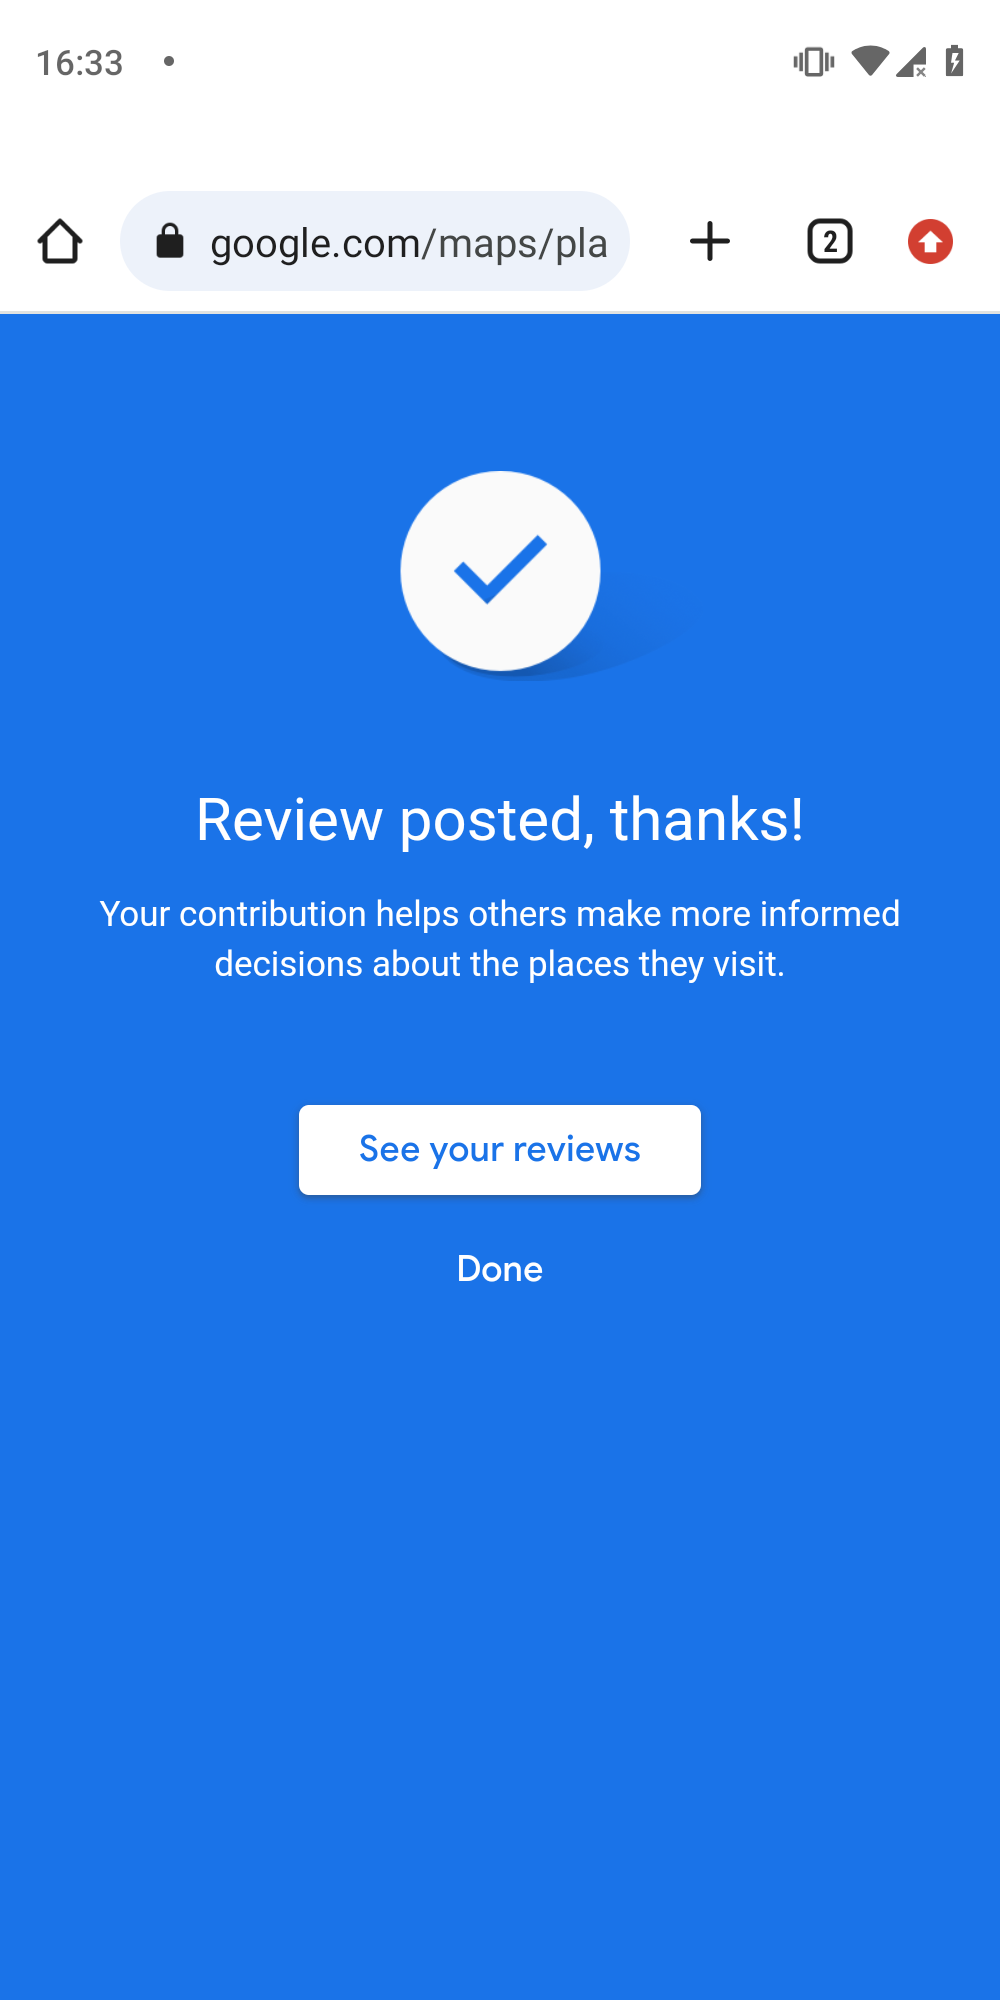 16:33
google.com/maps/pla
2
Review posted, thanks!
Your contribution helps others make more informed
decisions about the places they visit.
See your reviews
Done